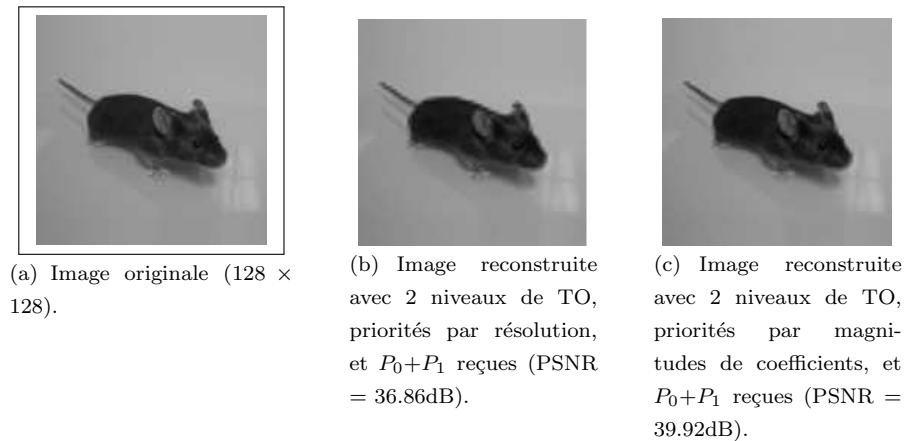 (a) Image originale (128 ×
128).
(b) Image reconstruite
avec 2 niveaux de TO,
priorités par résolution,
et P₀+P₁ reçues (PSNR
= 36.86dB).
(c) Image reconstruite
avec 2 niveaux de TO,
priorités par magni-
tudes de coefficients, et
P₀+P₁ reçues (PSNR =
39.92dB).